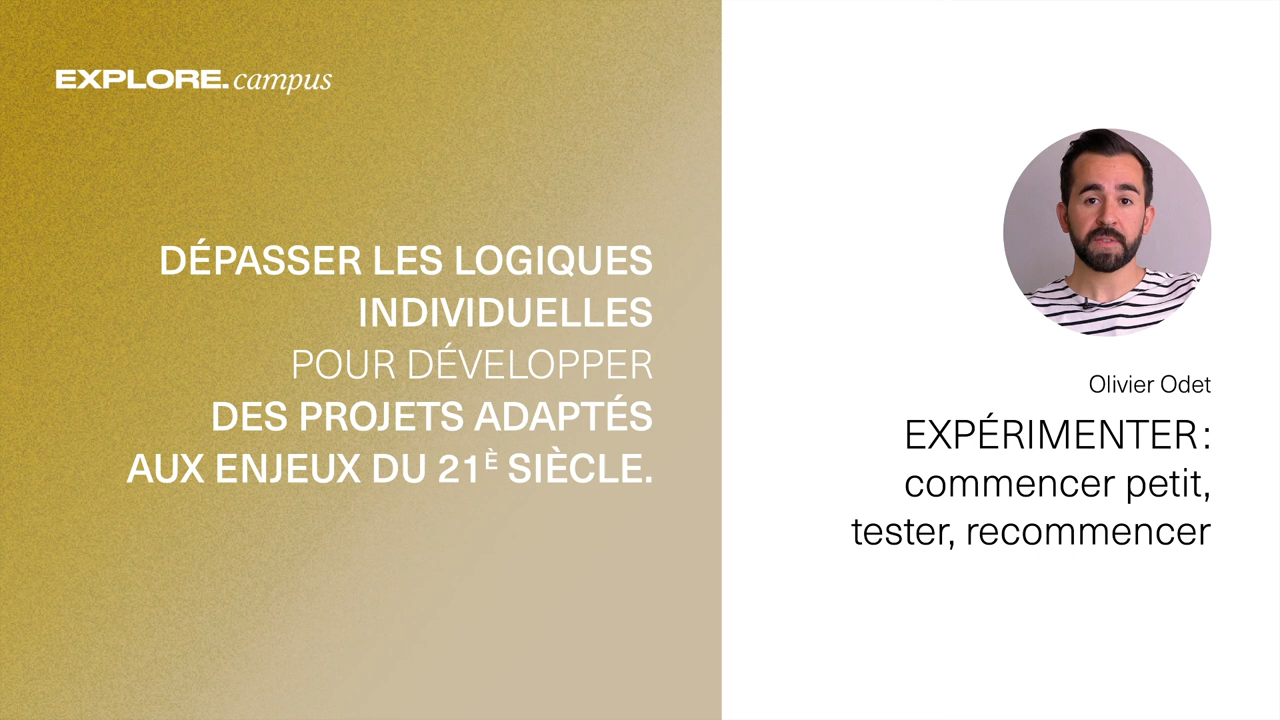 EXPLORE.campus
DÉPASSER LES LOGIQUES
INDIVIDUELLES
POUR DÉVELOPPER
DES PROJETS ADAPTÉS
AUX ENJEUX DU 21È SIÈCLE.
Olivier Odet
EXPÉRIMENTER :
commencer petit,
tester, recommencer